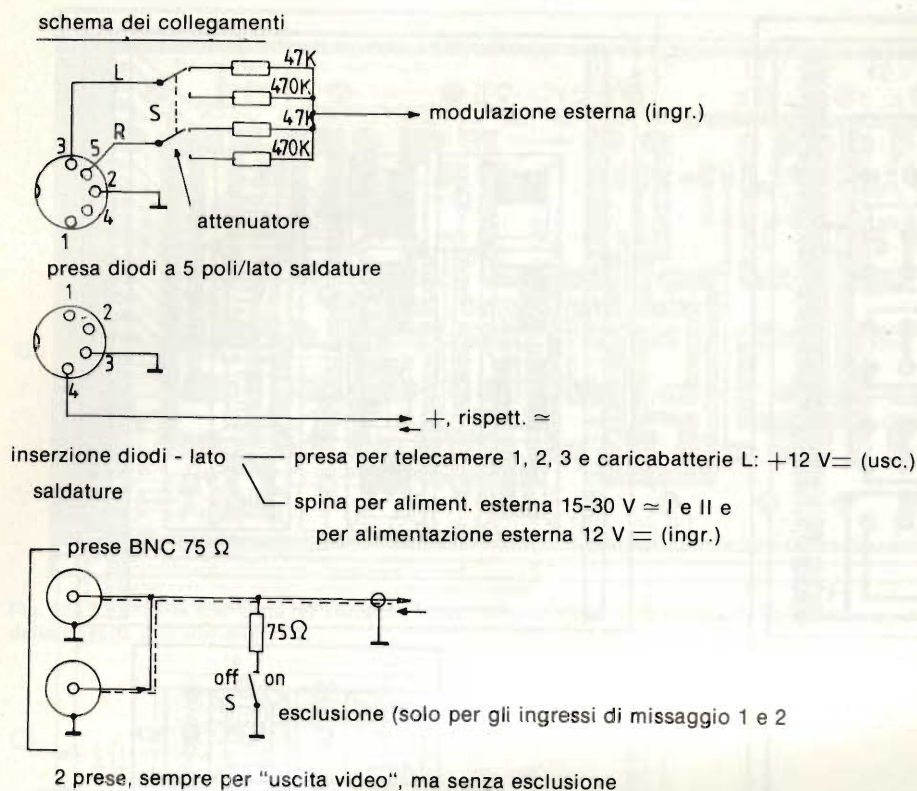 schema dei collegamenti
47K
L
470K
S
47K
modulazione esterna (ingr.)
R
470K
3
5
2
4
attenuatore
1
presa diodi a 5 poli/lato saldature
1
2
3
4
+, rispett. ≃
inserzione diodi - lato
saldature
presa per telecamere 1, 2, 3 e caricabatterie L: +12 V= (usc.)
spina per aliment. esterna 15-30 V ≃ I e II e
per alimentazione esterna 12 V = (ingr.)
prese BNC 75 Ω
75Ω
off on
S
esclusione (solo per gli ingressi di missaggio 1 e 2
2 prese, sempre per "uscita video", ma senza esclusione